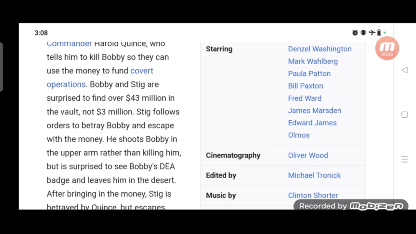 3:08
Commander Harold Quince, who
tells him to kill Bobby so they can
use the money to fund covert
operations. Bobby and Stig are
surprised to find over $43 million in
the vault, not $3 million. Stig follows
orders to betray Bobby and escape
with the money. He shoots Bobby in
the upper arm rather than killing him,
but is surprised to see Bobby's DEA
badge and leaves him in the desert.
After bringing in the money, Stig is
betrayed by Quince, but escapes
Starring
Denzel Washington
Mark Wahlberg
Paula Patton
Bill Paxton
Fred Ward
James Marsden
Edward James
Olmos
Cinematography
Oliver Wood
Edited by
Michael Tronick
Music by
Clinton Shorter
Recorded by Mobizen